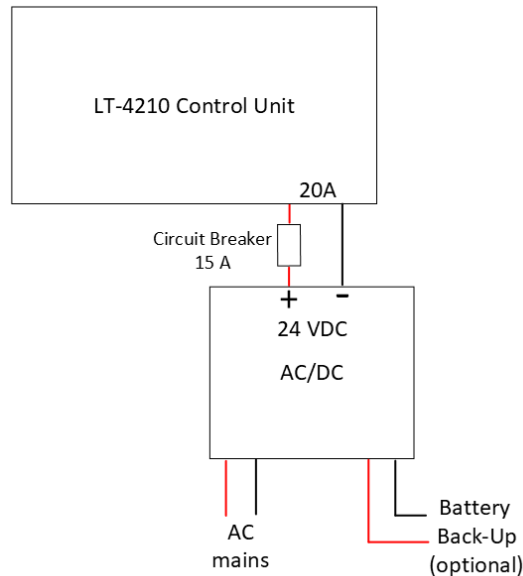 LT-4210 Control Unit
20A
Circuit Breaker
15 A
+ -
24 VDC
AC/DC
AC
mains
Battery
Back-Up
(optional)